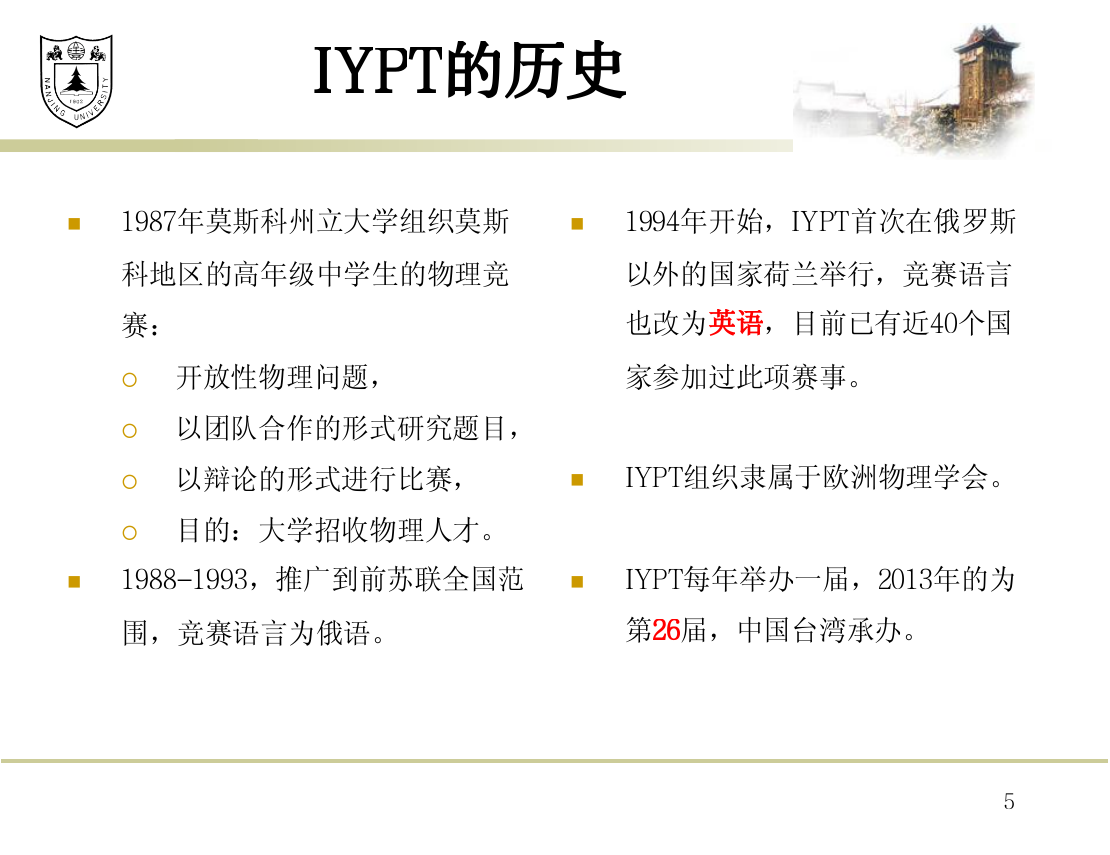 IYPT的历史
NANJING UNIVERSITY
1902
1987年莫斯科州立大学组织莫斯
科地区的高年级中学生的物理竞
赛：
开放性物理问题，
以团队合作的形式研究题目，
以辩论的形式进行比赛，
目的：大学招收物理人才。
1988-1993，推广到前苏联全国范
围，竞赛语言为俄语。
1994年开始，IYPT首次在俄罗斯
以外的国家荷兰举行，竞赛语言
也改为英语，目前已有近40个国
家参加过此项赛事。
IYPT组织隶属于欧洲物理学会。
IYPT每年举办一届，2013年的为
第26届，中国台湾承办。
5